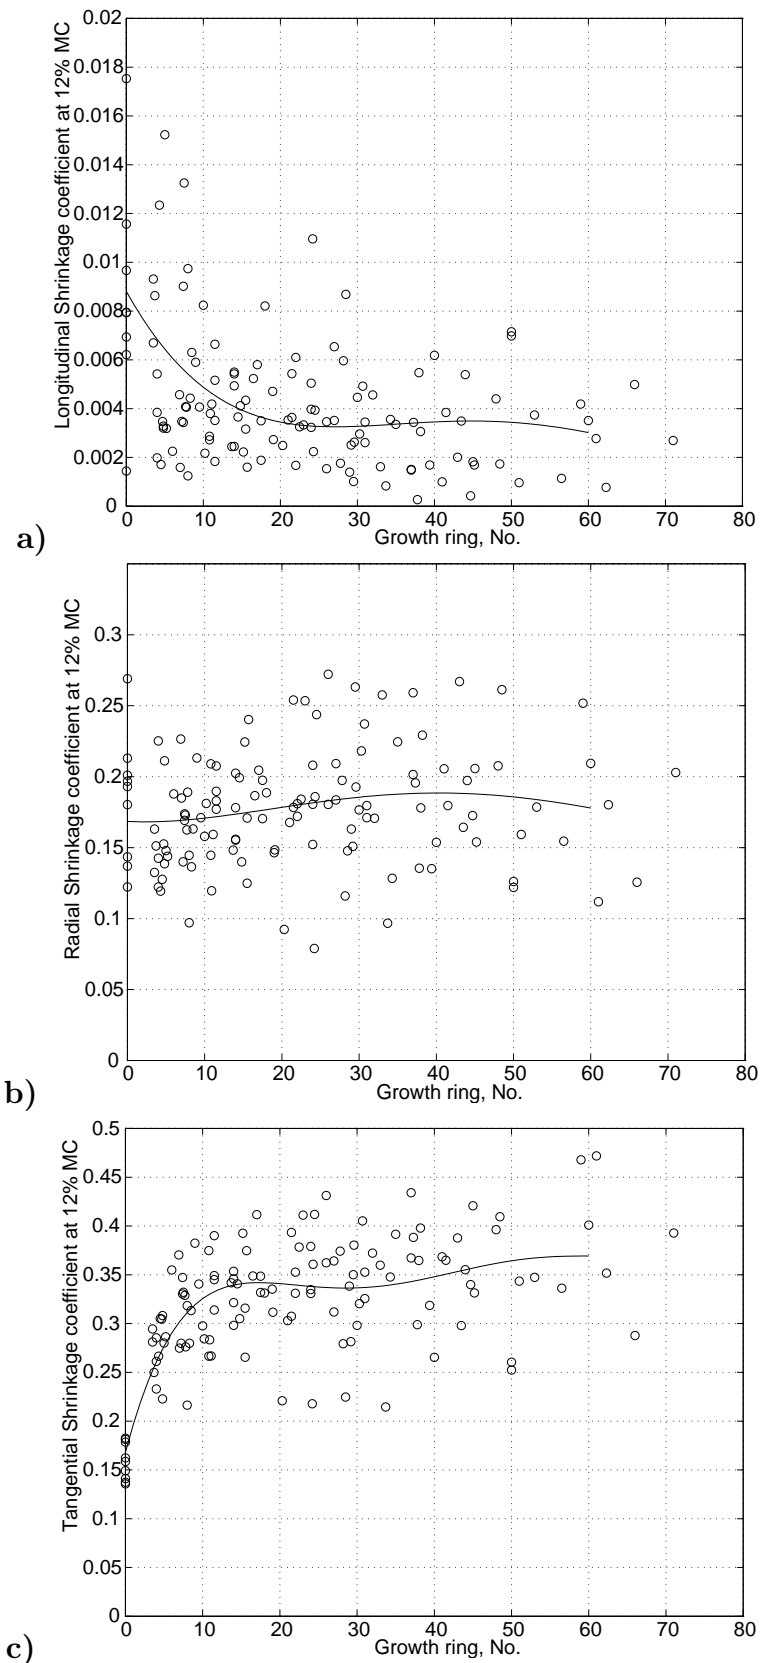 0.02
0.018
0.016
0.014
0.012
0.01
0.008
0.006
0.004
0.002
0
Longitudinal Shrinkage coefficient at 12% MC
0 10 20 30 40 50 60 70 80
Growth ring, No.
a)
0.3
0.25
0.2
0.15
0.1
0.05
0
Radial Shrinkage coefficient at 12% MC
0 10 20 30 40 50 60 70 80
Growth ring, No.
b)
0.5
0.45
0.4
0.35
0.3
0.25
0.2
0.15
0.1
0.05
0
Tangential Shrinkage coefficient at 12% MC
0 10 20 30 40 50 60 70 80
Growth ring, No.
c)